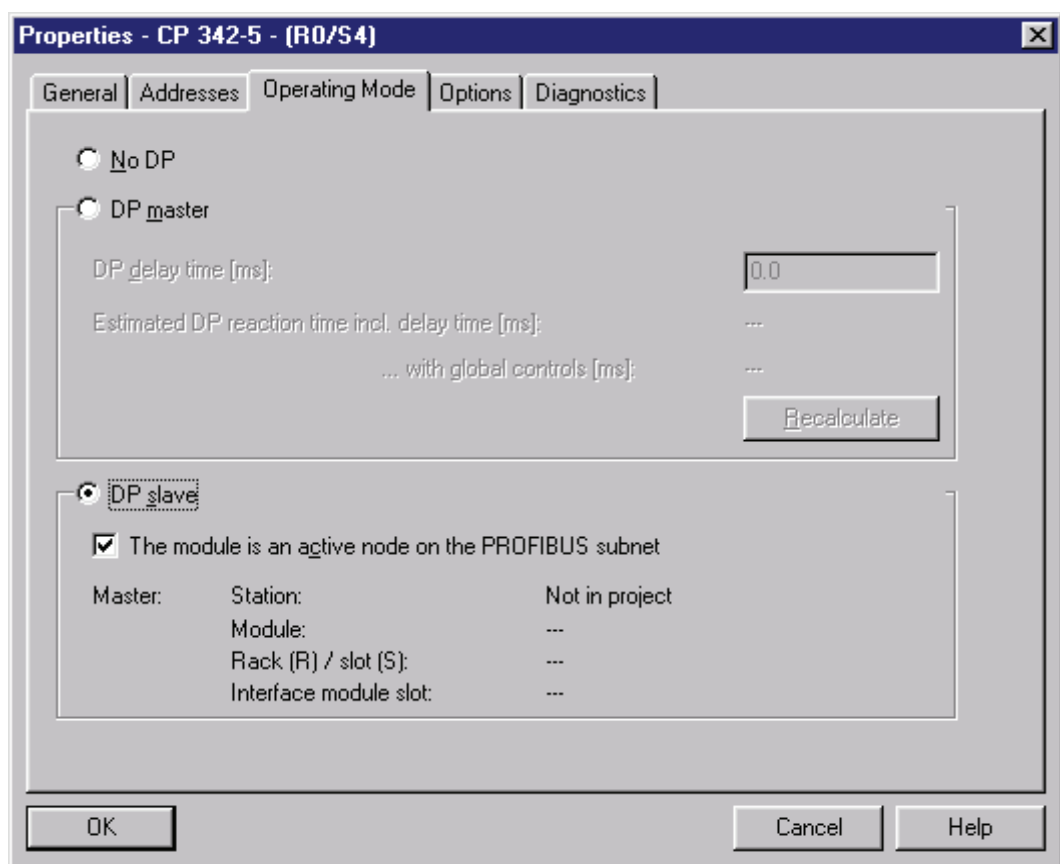 Properties - CP 342-5 - (R0/S4)
General Addresses Operating Mode Options Diagnostics
No DP
DP master
DP delay time [ms]: 0.0
Estimated DP reaction time incl. delay time [ms]: ---
... with global controls [ms]: ---
Recalculate
DP slave
The module is an active node on the PROFIBUS subnet
Master: Station: Not in project
Module: ---
Rack (R) / slot (S): ---
Interface module slot: ---
OK Cancel Help